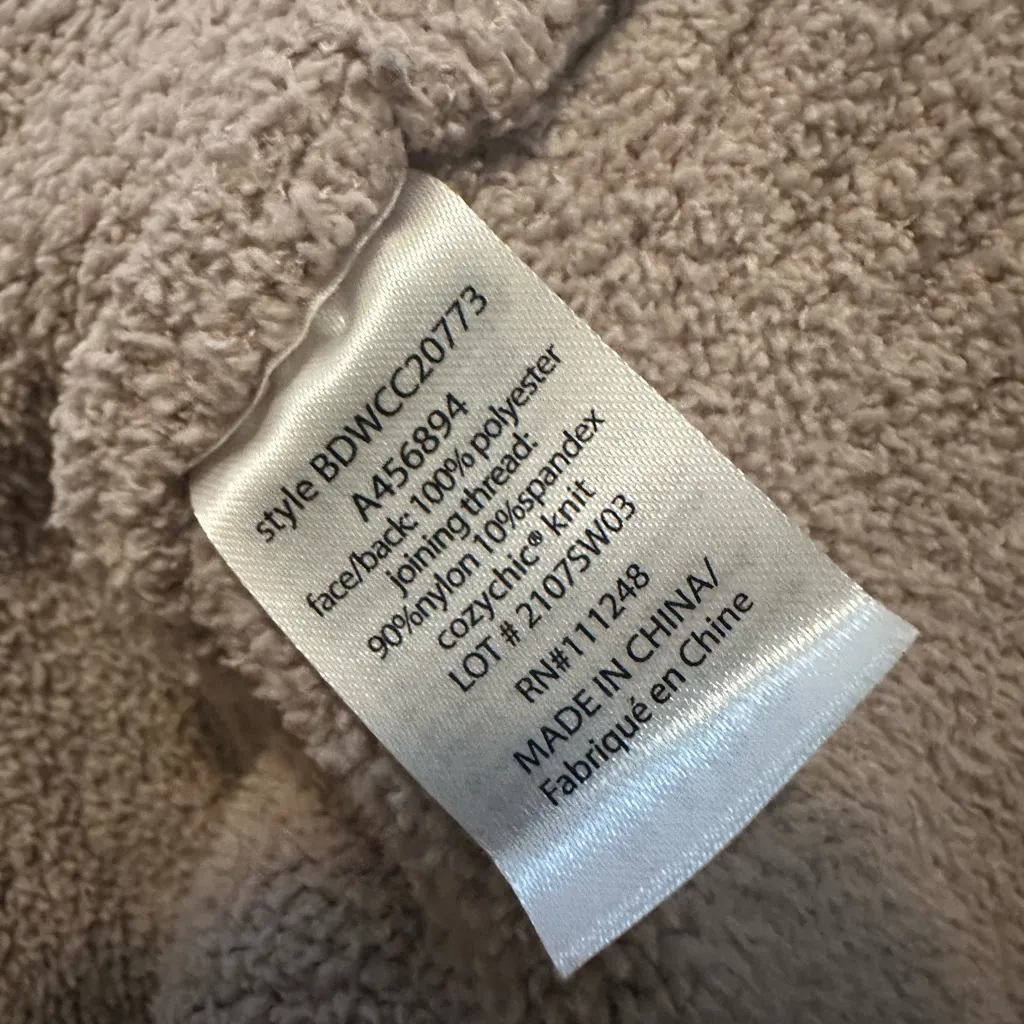 style BDWCC20773
A456894
face/back: 100% polyester
joining thread:
90%nylon 10%spandex
cozychic® knit
LOT # 2107SW03
RN#111248
MADE IN CHINA/
Fabriqué en Chine